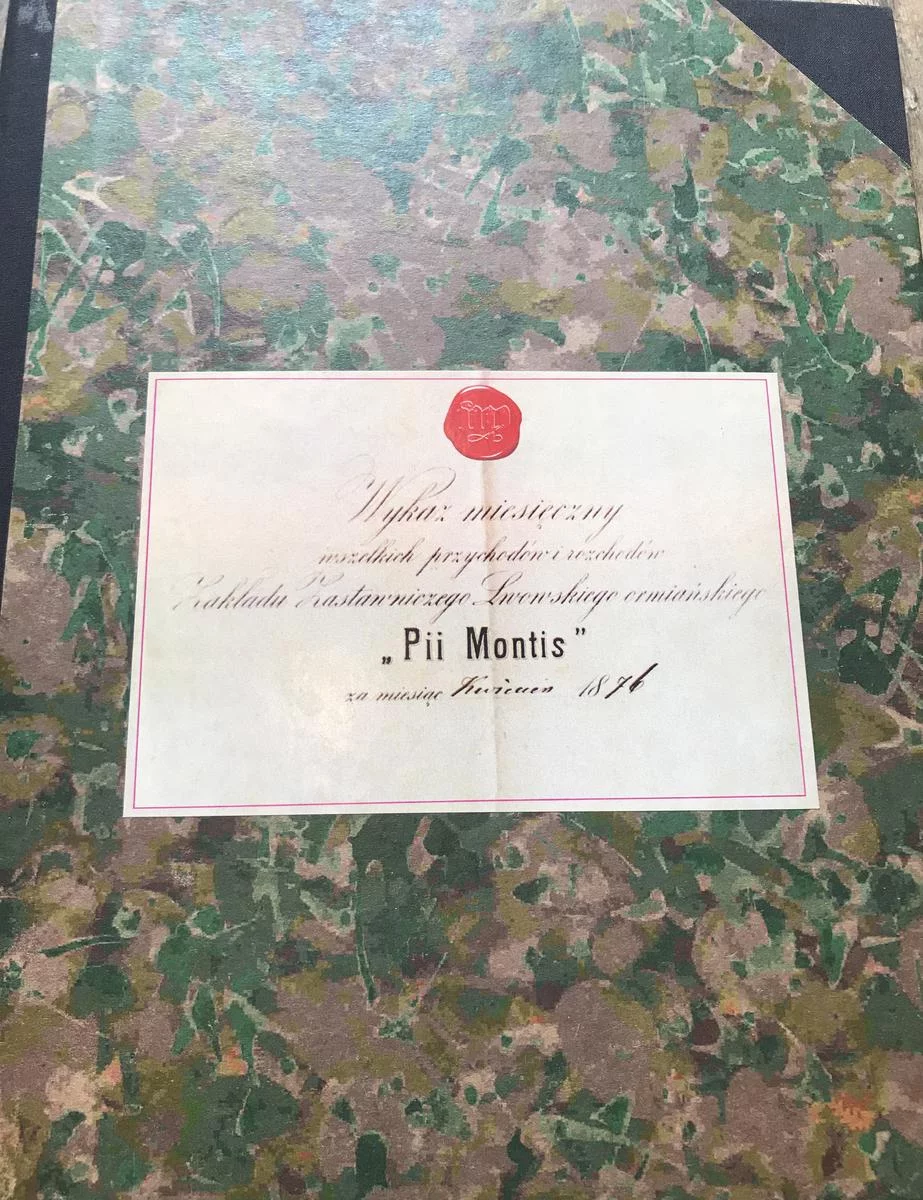 Wykaz miesięczny
wszelkich przychodów i rozchodów
Zakładu Zastawniczego Lwowskiego ormiańskiego
„Pii Montis”
za miesiąc Kwiecień 1876